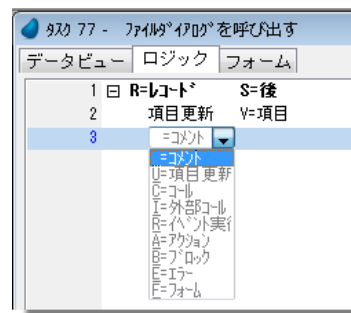 タスク 77 - ﾌｧｲﾙﾀﾞｲｱﾛｸﾞを呼び出す
データビュー ロジック フォーム
1 R=ﾚｺｰﾄﾞ S=後
2 項目更新 V=項目
3 =ｺﾒﾝﾄ
=ｺﾒﾝﾄ
U=項目更新
C=ｺｰﾙ
I=外部ｺｰﾙ
R=ｲﾍﾞﾝﾄ実行
A=ｱｸｼｮﾝ
B=ﾌﾞﾛｯｸ
E=ｴﾗｰ
F=ﾌｫｰﾑ